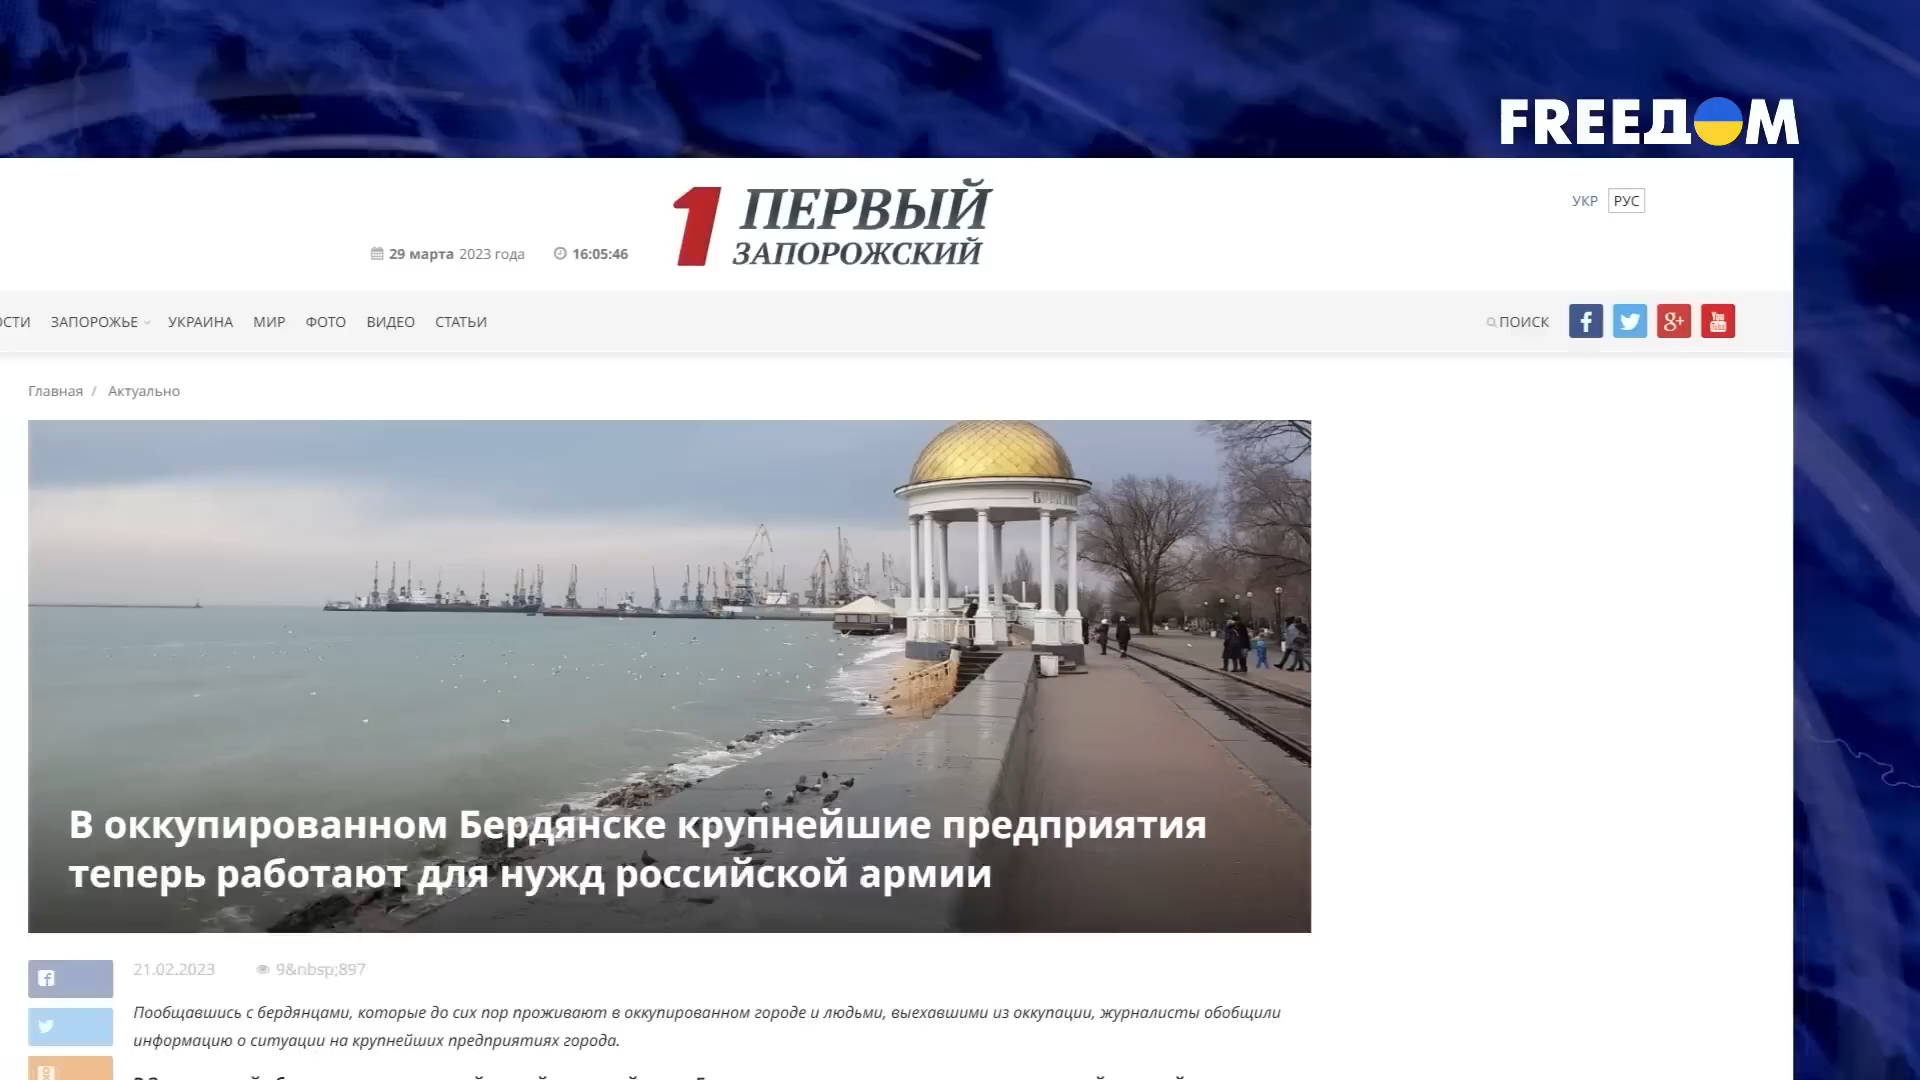 FREEДOM
1 ПЕРВЫЙ
ЗАПОРОЖСКИЙ
УКР РУС
29 марта 2023 года 16:05:46
ОСТИ ЗАПОРОЖЬЕ УКРАИНА МИР ФОТО ВИДЕО СТАТЬИ ПОИСК
Главная / Актуально
В оккупированном Бердянске крупнейшие предприятия
теперь работают для нужд российской армии
21.02.2023 9&nbsp;897
Пообщавшись с бердянцами, которые до сих пор проживают в оккупированном городе и людьми, выехавшими из оккупации, журналисты обобщили
информацию о ситуации на крупнейших предприятиях города.